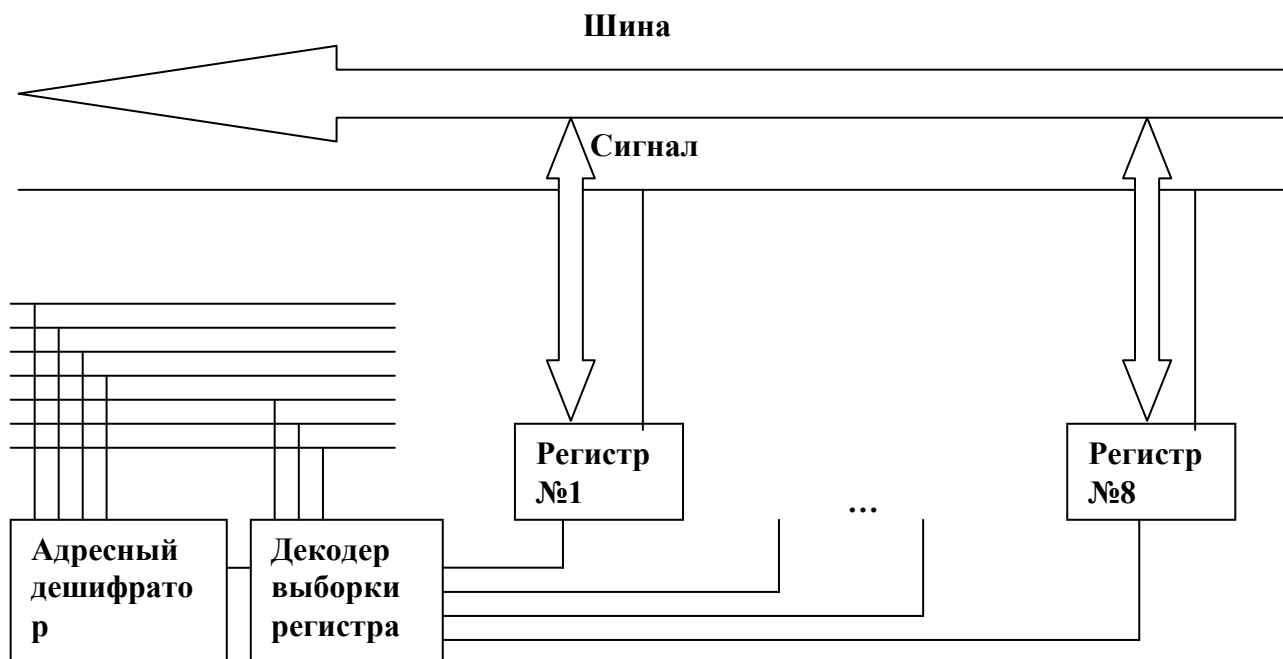 Шина
Сигнал
Регистр
№1
Регистр
№8
...
Адресный
дешифрато
р
Декодер
выборки
регистра